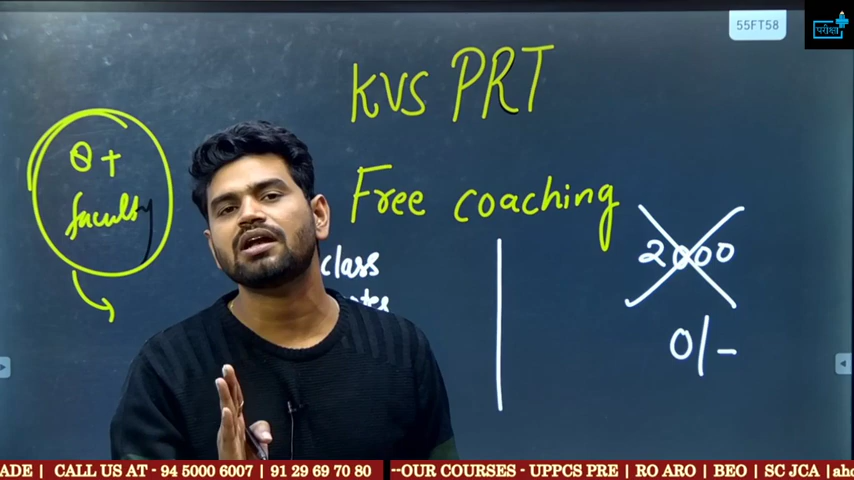 55FT58
परीक्षा
KVS PRT
θ+
faculty
Free coaching
class
2000
0/-
ADE | CALL US AT - 94 5000 6007 | 91 29 69 70 80
--OUR COURSES - UPPCS PRE | RO ARO | BEO | SC JCA |